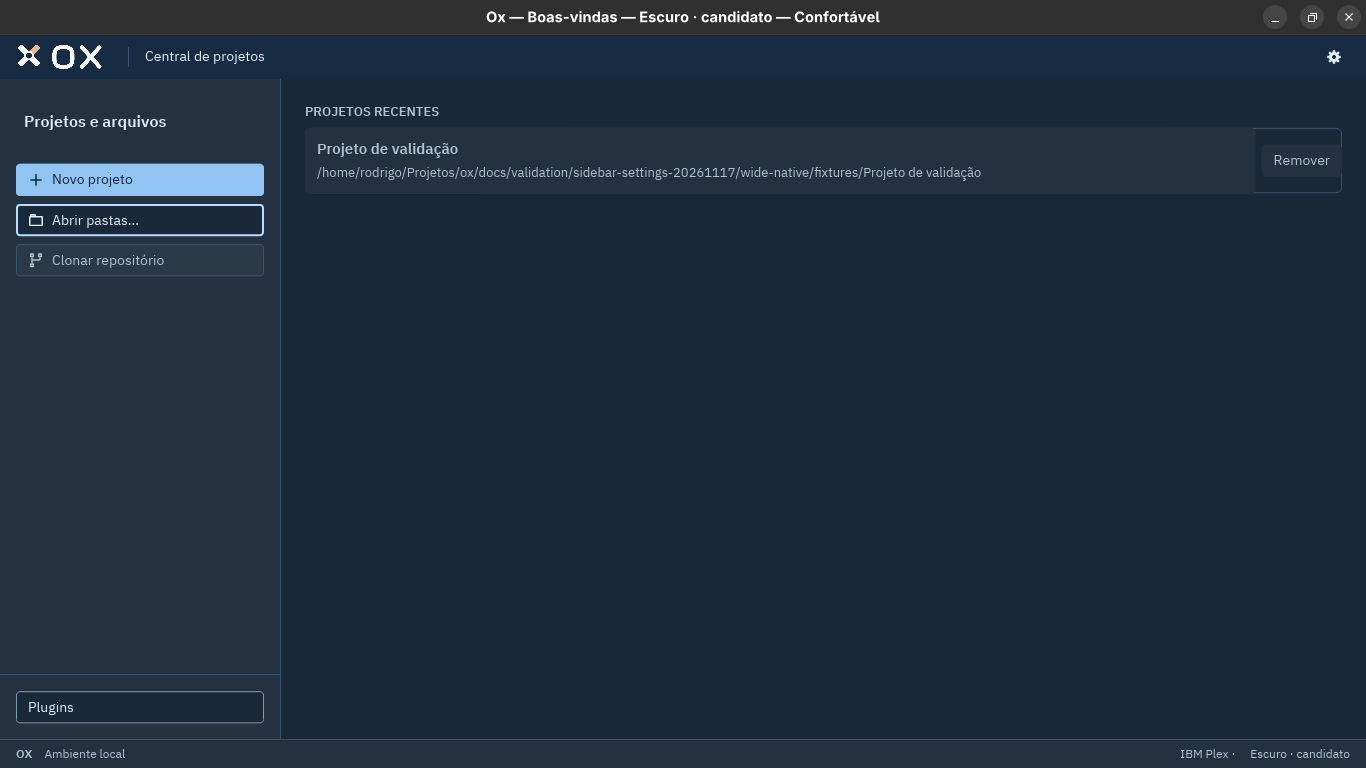 Ox — Boas-vindas — Escuro · candidato — Confortável
OX
Central de projetos
Projetos e arquivos
Novo projeto
Abrir pastas...
Clonar repositório
PROJETOS RECENTES
Projeto de validação
/home/rodrigo/Projetos/ox/docs/validation/sidebar-settings-20261117/wide-native/fixtures/Projeto de validação
Remover
Plugins
OX Ambiente local
IBM Plex · Escuro · candidato